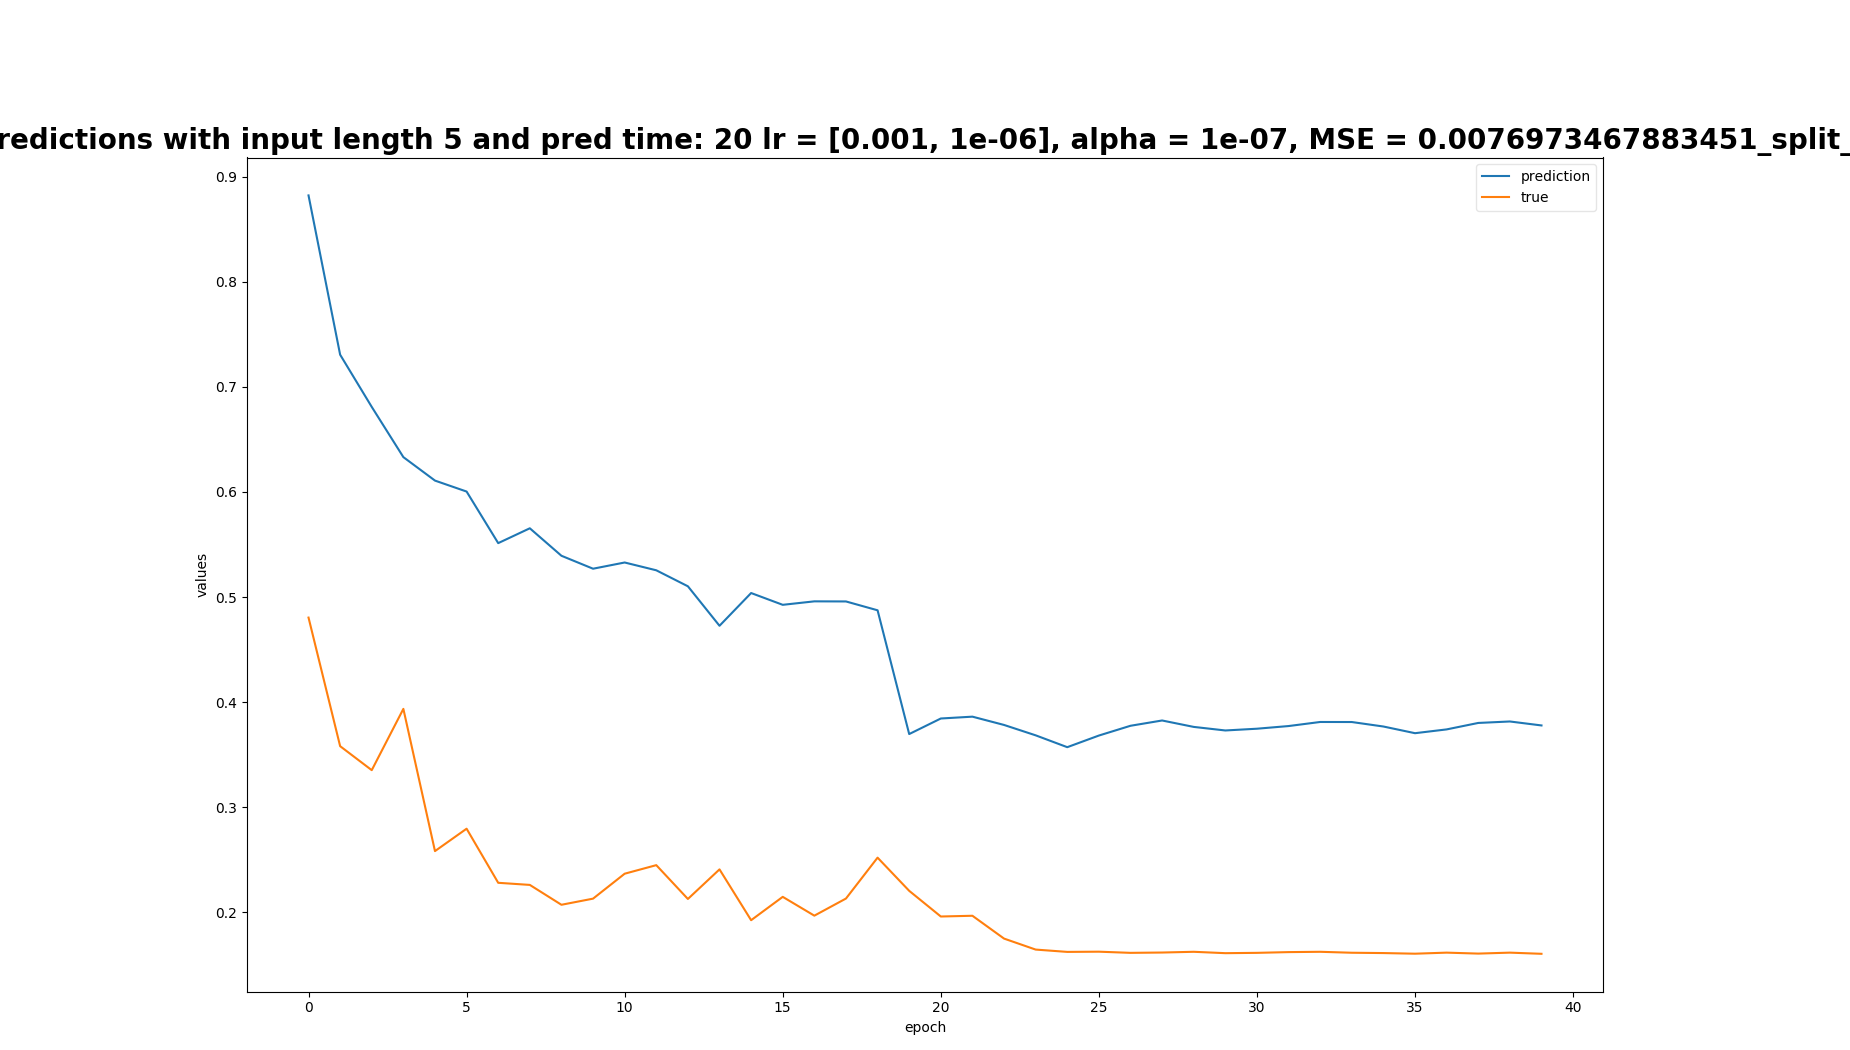 redictions with input length 5 and pred time: 20 lr = [0.001, 1e-06], alpha = 1e-07, MSE = 0.0076973467883451_split_
prediction
true
0.9
0.8
0.7
0.6
0.5
0.4
0.3
0.2
values
0 5 10 15 20 25 30 35 40
epoch